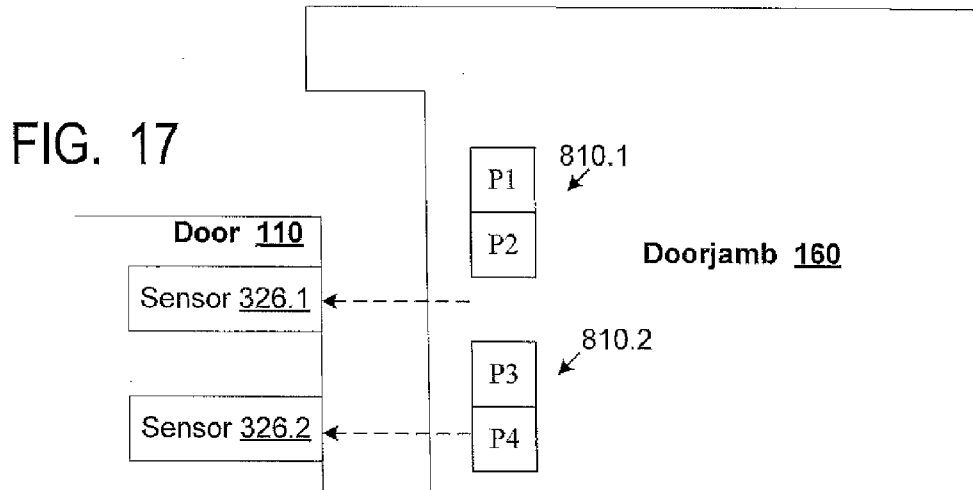 FIG. 17
810.1
P1
P2
Door 110
Doorjamb 160
Sensor 326.1
810.2
P3
Sensor 326.2
P4